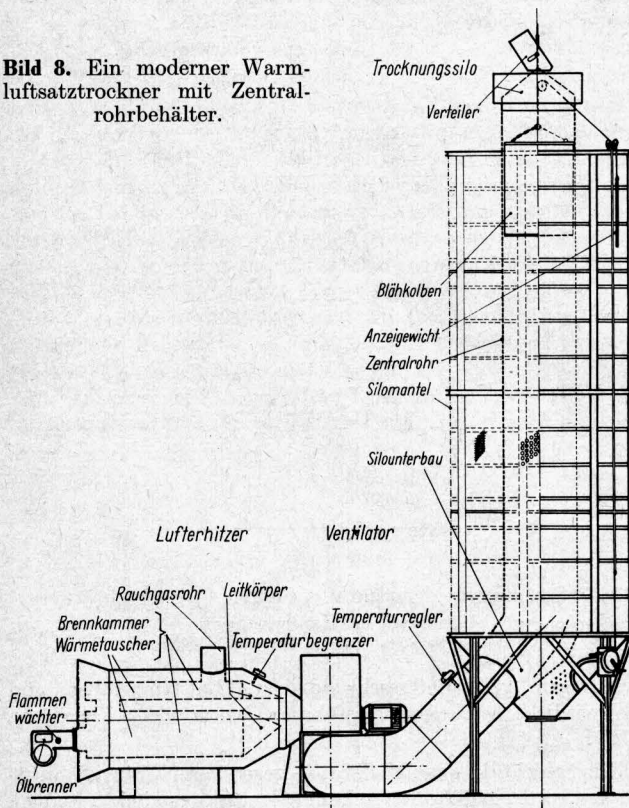 Bild 8. Ein moderner Warm-
luftsatztrockner mit Zentral-
rohrbehälter.
Trocknungssilo
Verteiler
Blähkolben
Anzeigewicht
Zentralrohr
Silomantel
Silounterbau
Lufterhitzer
Ventilator
Rauchgasrohr
Leitkörper
Brennkammer
Wärmetauscher
Temperaturbegrenzer
Temperaturregler
Flammen
wächter
Ölbrenner